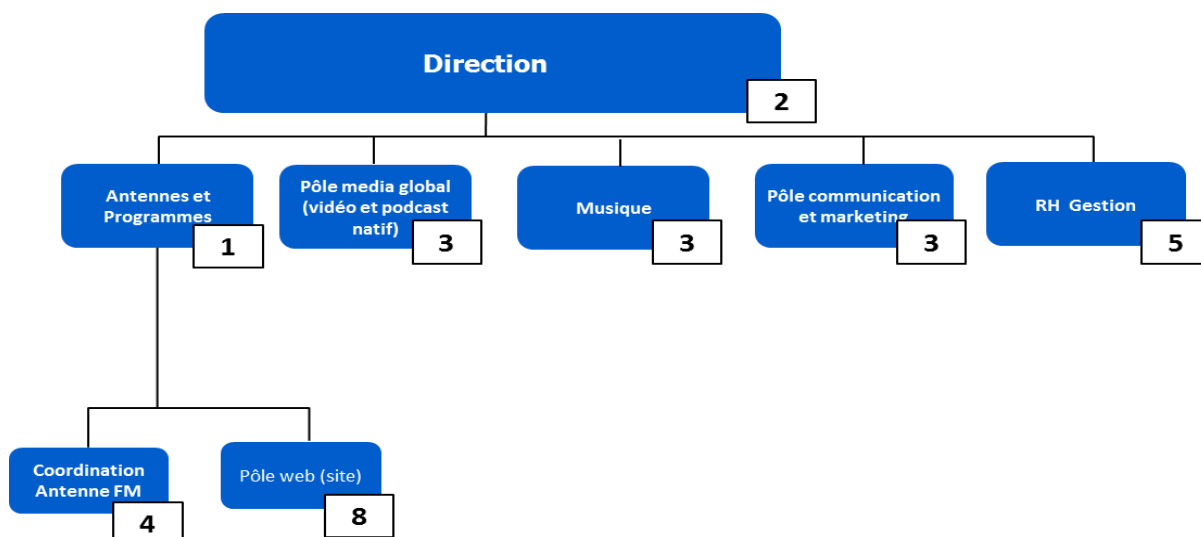 Direction
2
Antennes et
Programmes
1
Pôle media global
(vidéo et podcast
natif)
3
Musique
3
Pôle communication
et marketing
3
RH Gestion
5
Coordination
Antenne FM
4
Pôle web (site)
8